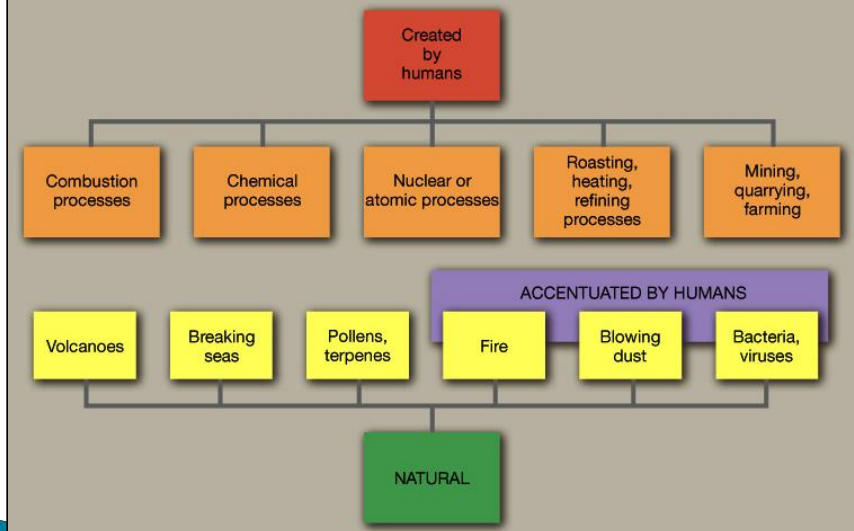 Created
by
humans
Combustion
processes
Chemical
processes
Nuclear or
atomic processes
Roasting,
heating,
refining
processes
Mining,
quarrying,
farming
ACCENTUATED BY HUMANS
Volcanoes
Breaking
seas
Pollens,
terpenes
Fire
Blowing
dust
Bacteria,
viruses
NATURAL